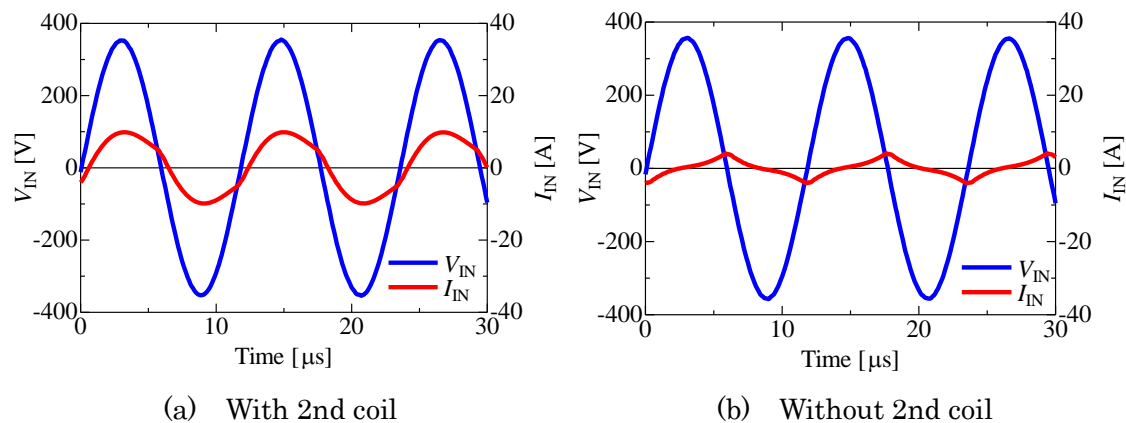 400
200
0
-200
-400
V_IN [V]
40
20
0
-20
-40
I_IN [A]
V_IN
I_IN
0 10 20 30
Time [μs]
(a) With 2nd coil
400
200
0
-200
-400
V_IN [V]
40
20
0
-20
-40
I_IN [A]
V_IN
I_IN
0 10 20 30
Time [μs]
(b) Without 2nd coil